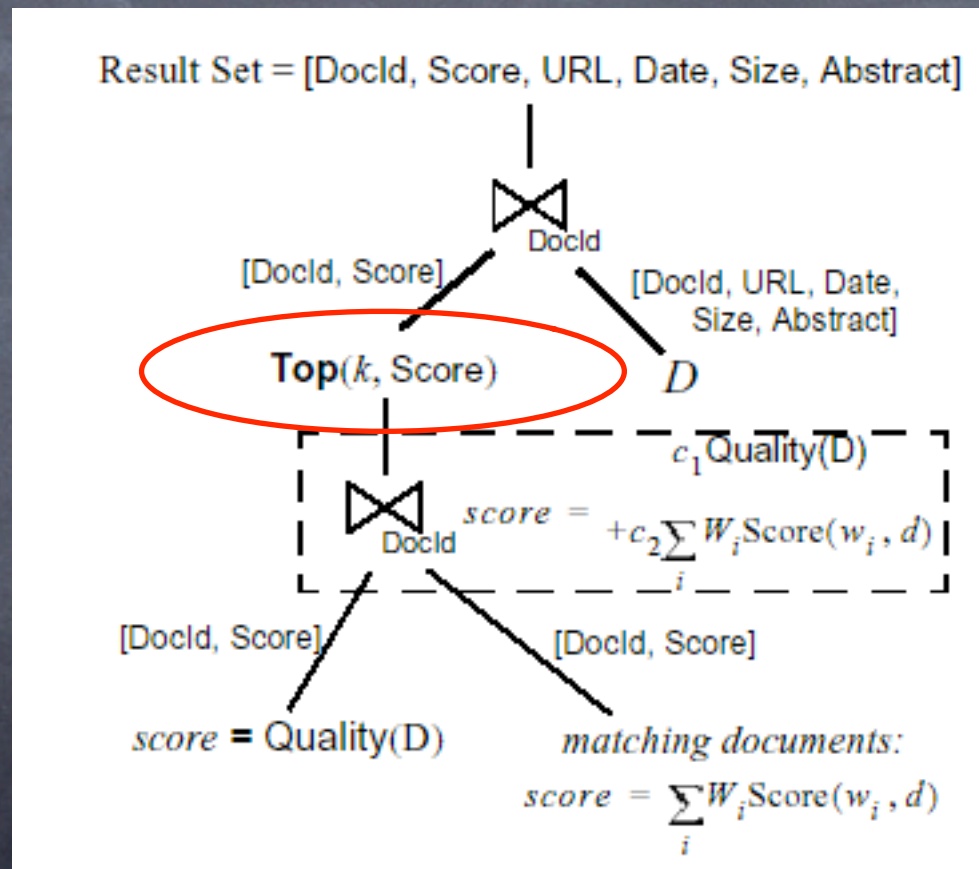 Result Set = [DocId, Score, URL, Date, Size, Abstract]
DocId
[DocId, Score]
[DocId, URL, Date,
Size, Abstract]
Top(k, Score)
D
c₁Quality(D)
score = +c₂∑ᵢ WᵢScore(wᵢ, d)
DocId
[DocId, Score]
[DocId, Score]
score = Quality(D)
matching documents:
score = ∑ᵢ WᵢScore(wᵢ, d)